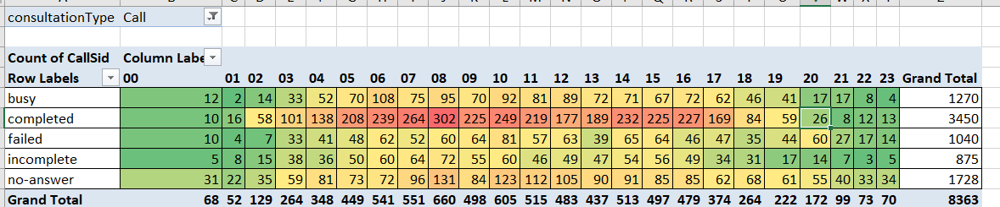 consultationType Call
Count of CallSid Column Labe
Row Labels 00 01 02 03 04 05 06 07 08 09 10 11 12 13 14 15 16 17 18 19 20 21 22 23 Grand Total
busy 12 2 14 33 52 70 108 75 95 70 92 81 89 72 71 67 72 62 46 41 17 17 8 4 1270
completed 10 16 58 101 138 208 239 264 302 225 249 219 177 189 232 225 227 169 84 59 26 8 12 13 3450
failed 10 4 7 33 41 48 62 52 60 64 81 57 63 39 65 64 46 47 35 44 60 27 17 14 1040
incomplete 5 8 15 38 36 50 60 64 72 55 60 46 49 47 54 56 49 34 31 17 14 7 3 5 875
no-answer 31 22 35 59 81 73 72 96 131 84 123 112 105 90 91 85 85 62 68 61 55 40 33 34 1728
Grand Total 68 52 129 264 348 449 541 551 660 498 605 515 483 437 513 497 479 374 264 222 172 99 73 70 8363